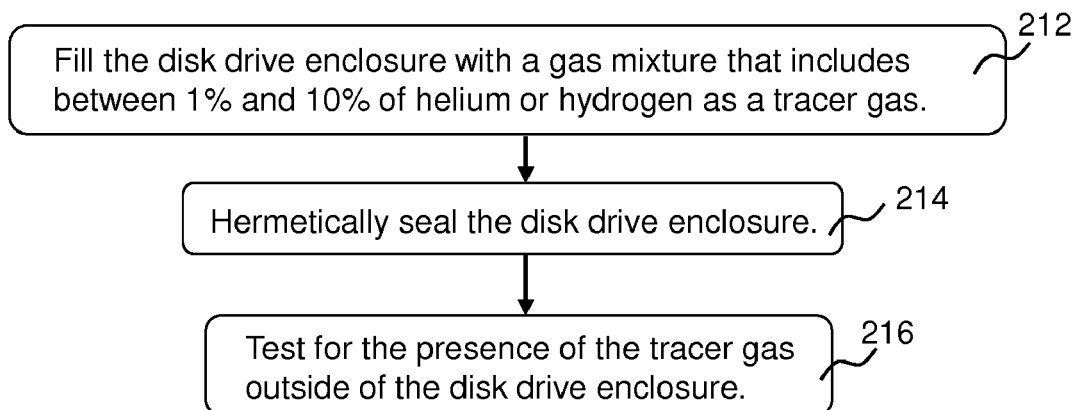 212
Fill the disk drive enclosure with a gas mixture that includes
between 1% and 10% of helium or hydrogen as a tracer gas.
214
Hermetically seal the disk drive enclosure.
216
Test for the presence of the tracer gas
outside of the disk drive enclosure.